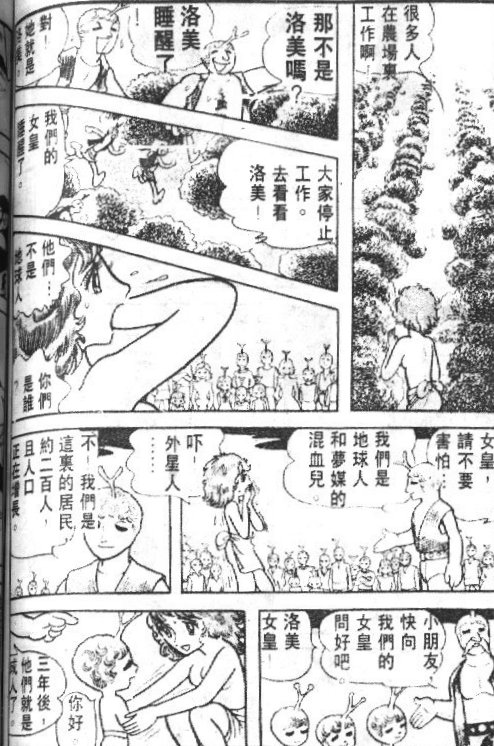 很多人
在農場裏
工作啊！
那不是
洛美嗎？
洛美
睡醒了
對！
她就是
洛美。
大家停止
工作。
去看看
洛美！
我們的
女皇
睡醒了。
他們…
不是
地球人
你們
是誰
？
女皇，
請不要
害怕…
我們是
地球人
和夢媒的
混血兒。
吓！
外星人
……
不！我們是
這裏的居民，
約二百人，
且人口
正在增長。
小朋友，
快向
我們的
女皇
問好吧。
洛美
女皇！
你好。
三年後，
他們就是
成人了。